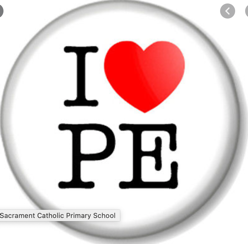 I ❤ PE
Sacrament Catholic Primary School